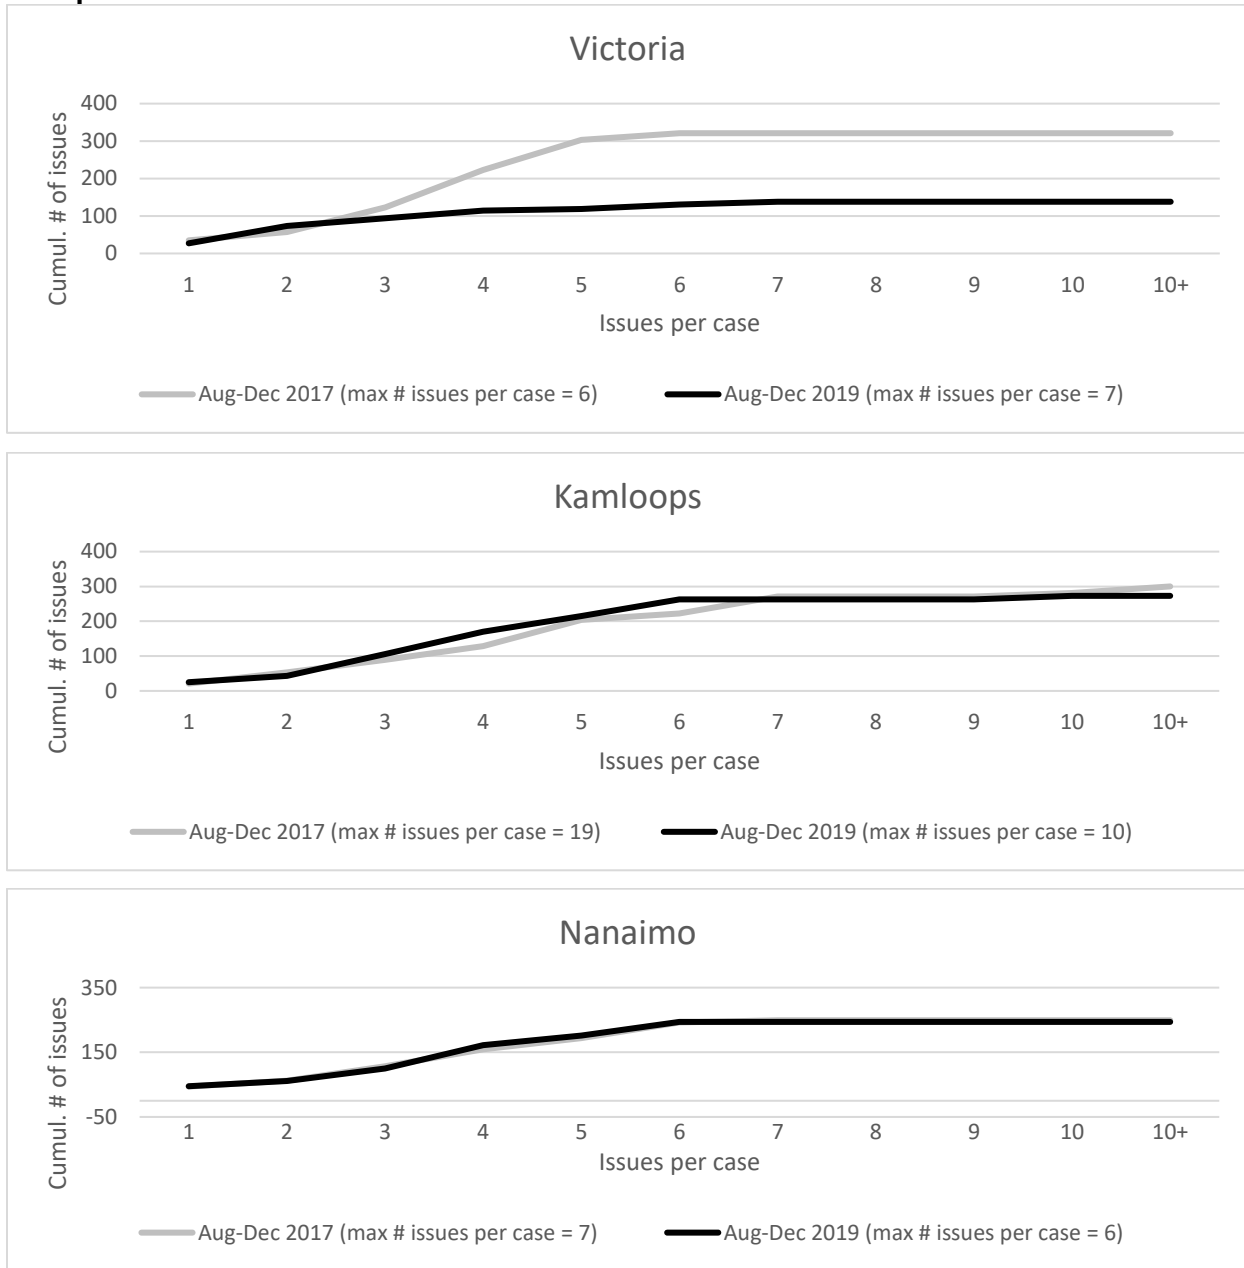 Victoria
Cumul. # of issues
400
300
200
100
0
1 2 3 4 5 6 7 8 9 10 10+
Issues per case
Aug-Dec 2017 (max # issues per case = 6) Aug-Dec 2019 (max # issues per case = 7)
Kamloops
Cumul. # of issues
400
300
200
100
0
1 2 3 4 5 6 7 8 9 10 10+
Issues per case
Aug-Dec 2017 (max # issues per case = 19) Aug-Dec 2019 (max # issues per case = 10)
Nanaimo
Cumul. # of issues
350
150
-50
1 2 3 4 5 6 7 8 9 10 10+
Issues per case
Aug-Dec 2017 (max # issues per case = 7) Aug-Dec 2019 (max # issues per case = 6)